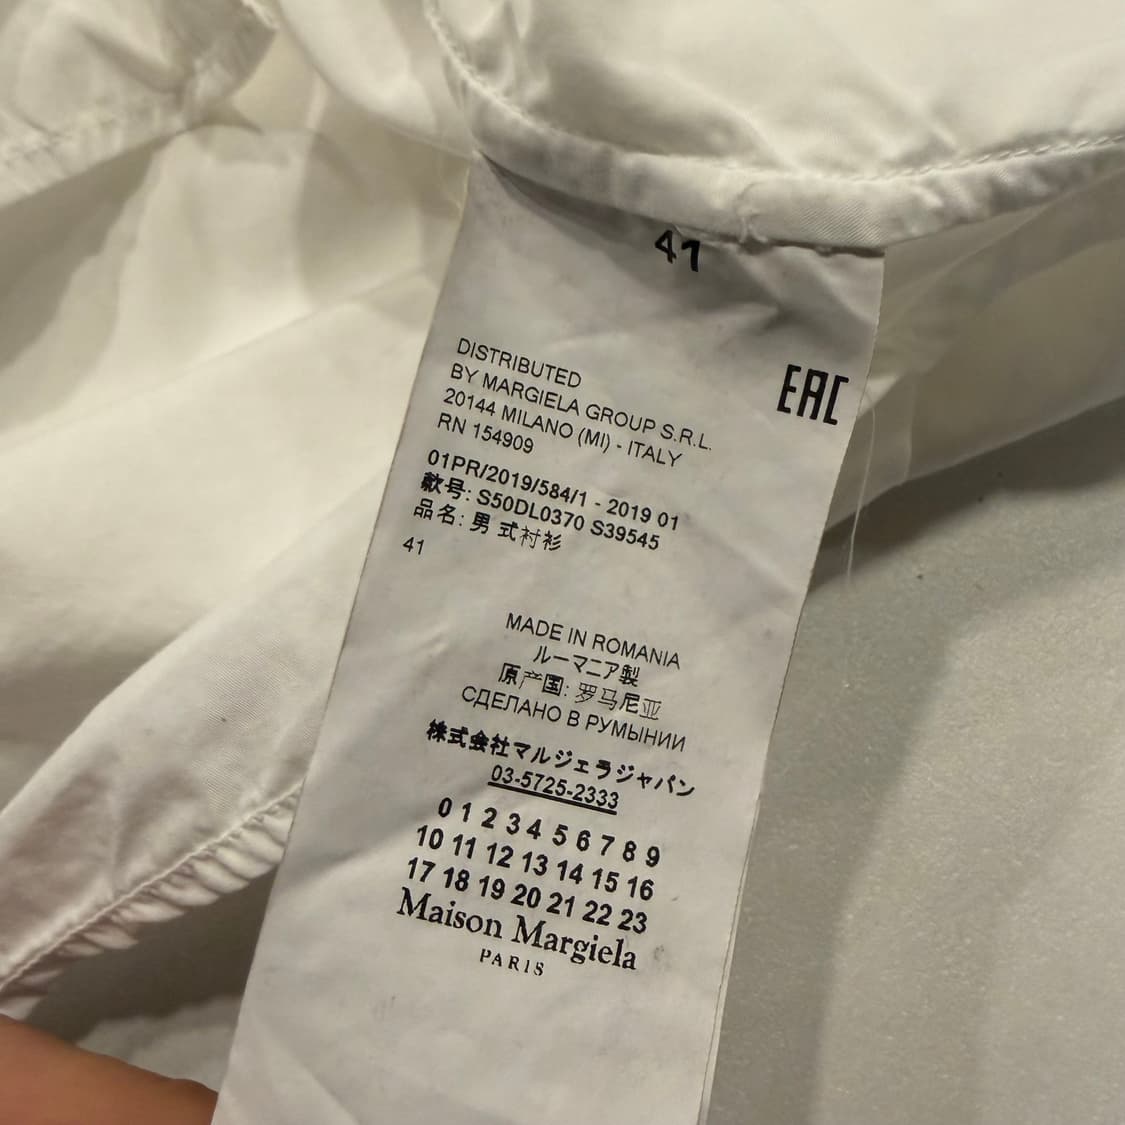 41
EAC
DISTRIBUTED
BY MARGIELA GROUP S.R.L.
20144 MILANO (MI) - ITALY
RN 154909
01PR/2019/584/1 - 2019 01
款号: S50DL0370 S39545
品名: 男式衬衫
41
MADE IN ROMANIA
ルーマニア製
原产国: 罗马尼亚
СДЕЛАНО В РУМЫНИИ
株式会社マルジェラジャパン
03-5725-2333
0 1 2 3 4 5 6 7 8 9
10 11 12 13 14 15 16
17 18 19 20 21 22 23
Maison Margiela
PARIS